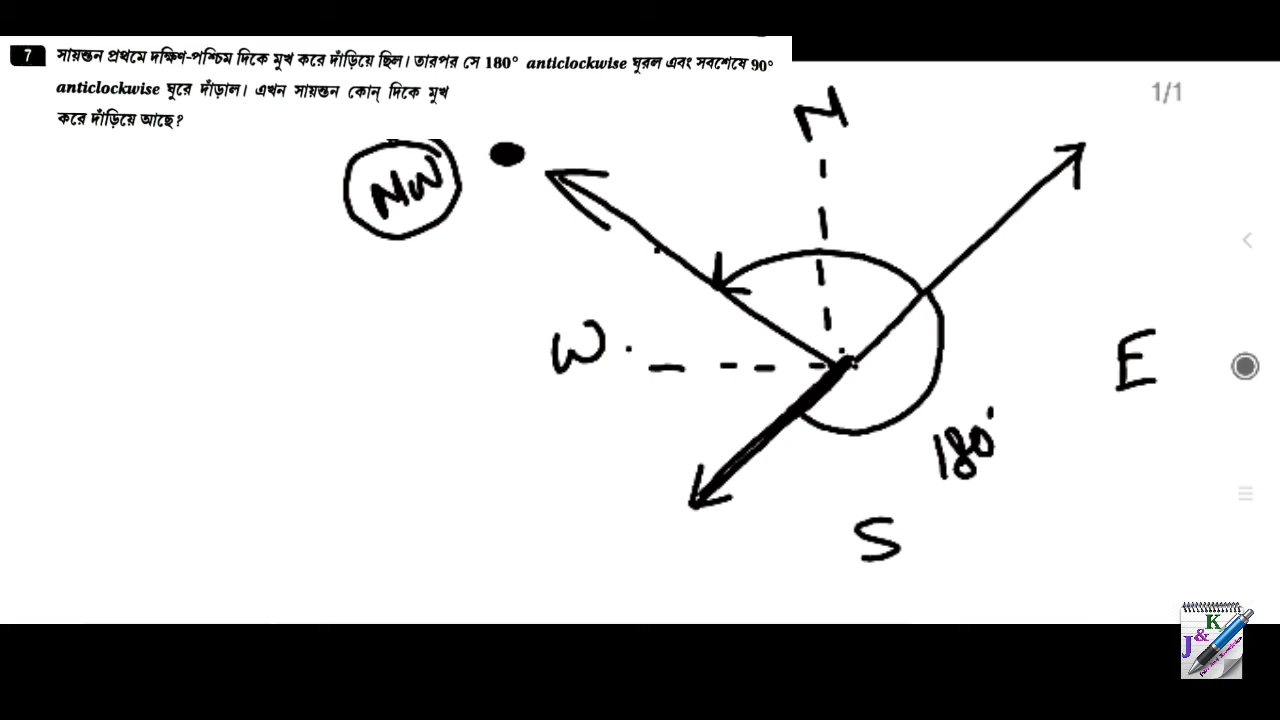 7 সায়ন্তন প্রথমে দক্ষিণ-পশ্চিম দিকে মুখ করে দাঁড়িয়ে ছিল। তারপর সে 180° anticlockwise ঘুরল এবং সবশেষে 90°
anticlockwise ঘুরে দাঁড়াল। এখন সায়ন্তন কোন্ দিকে মুখ
করে দাঁড়িয়ে আছে?
1/1
N
NW
W
E
180°
S
J&K